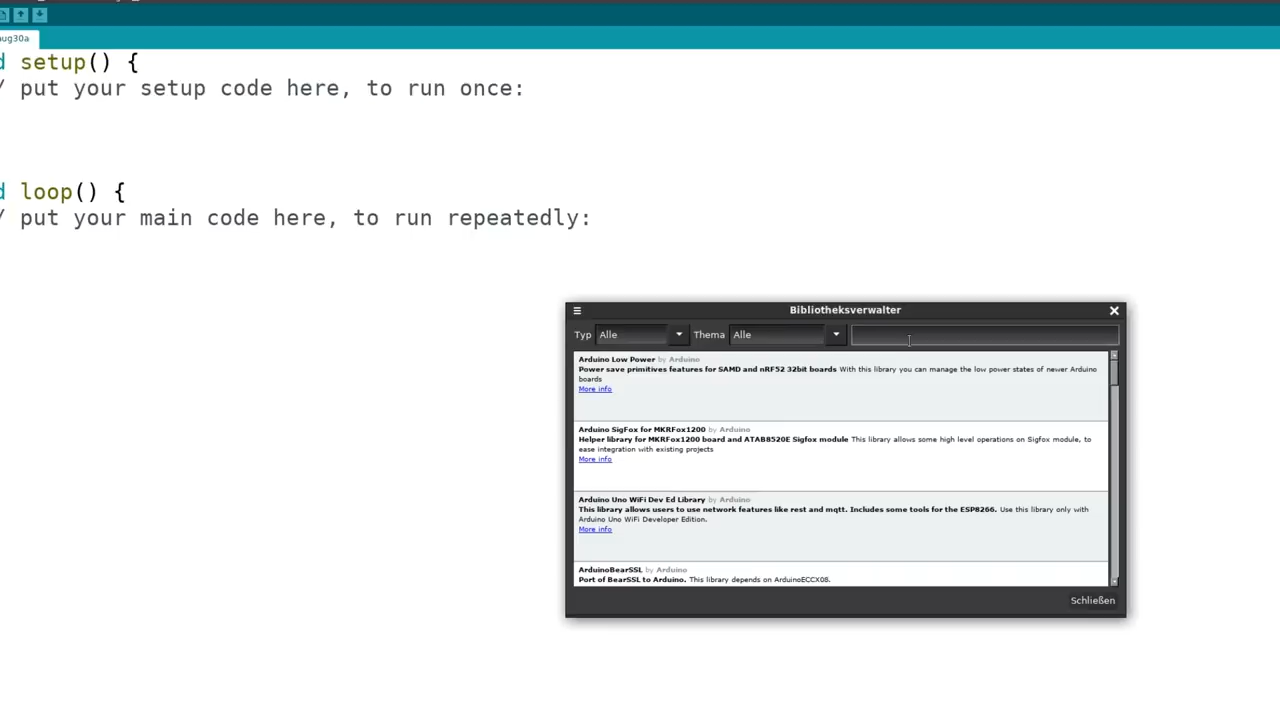 aug30a
d setup() {
/ put your setup code here, to run once:
d loop() {
/ put your main code here, to run repeatedly:
Bibliotheksverwalter
Typ Alle Thema Alle
Arduino Low Power by Arduino
Power save primitives features for SAMD and nRF52 32bit boards With this library you can manage the low power states of newer Arduino
boards
More info
Arduino SigFox for MKRFox1200 by Arduino
Helper library for MKRFox1200 board and ATAB8520E Sigfox module This library allows some high level operations on Sigfox module, to
ease integration with existing projects
More info
Arduino Uno WiFi Dev Ed Library by Arduino
This library allows users to use network features like rest and mqtt. Includes some tools for the ESP8266. Use this library only with
Arduino Uno WiFi Developer Edition.
More info
ArduinoBearSSL by Arduino
Port of BearSSL to Arduino. This library depends on ArduinoECCX08.
Schließen